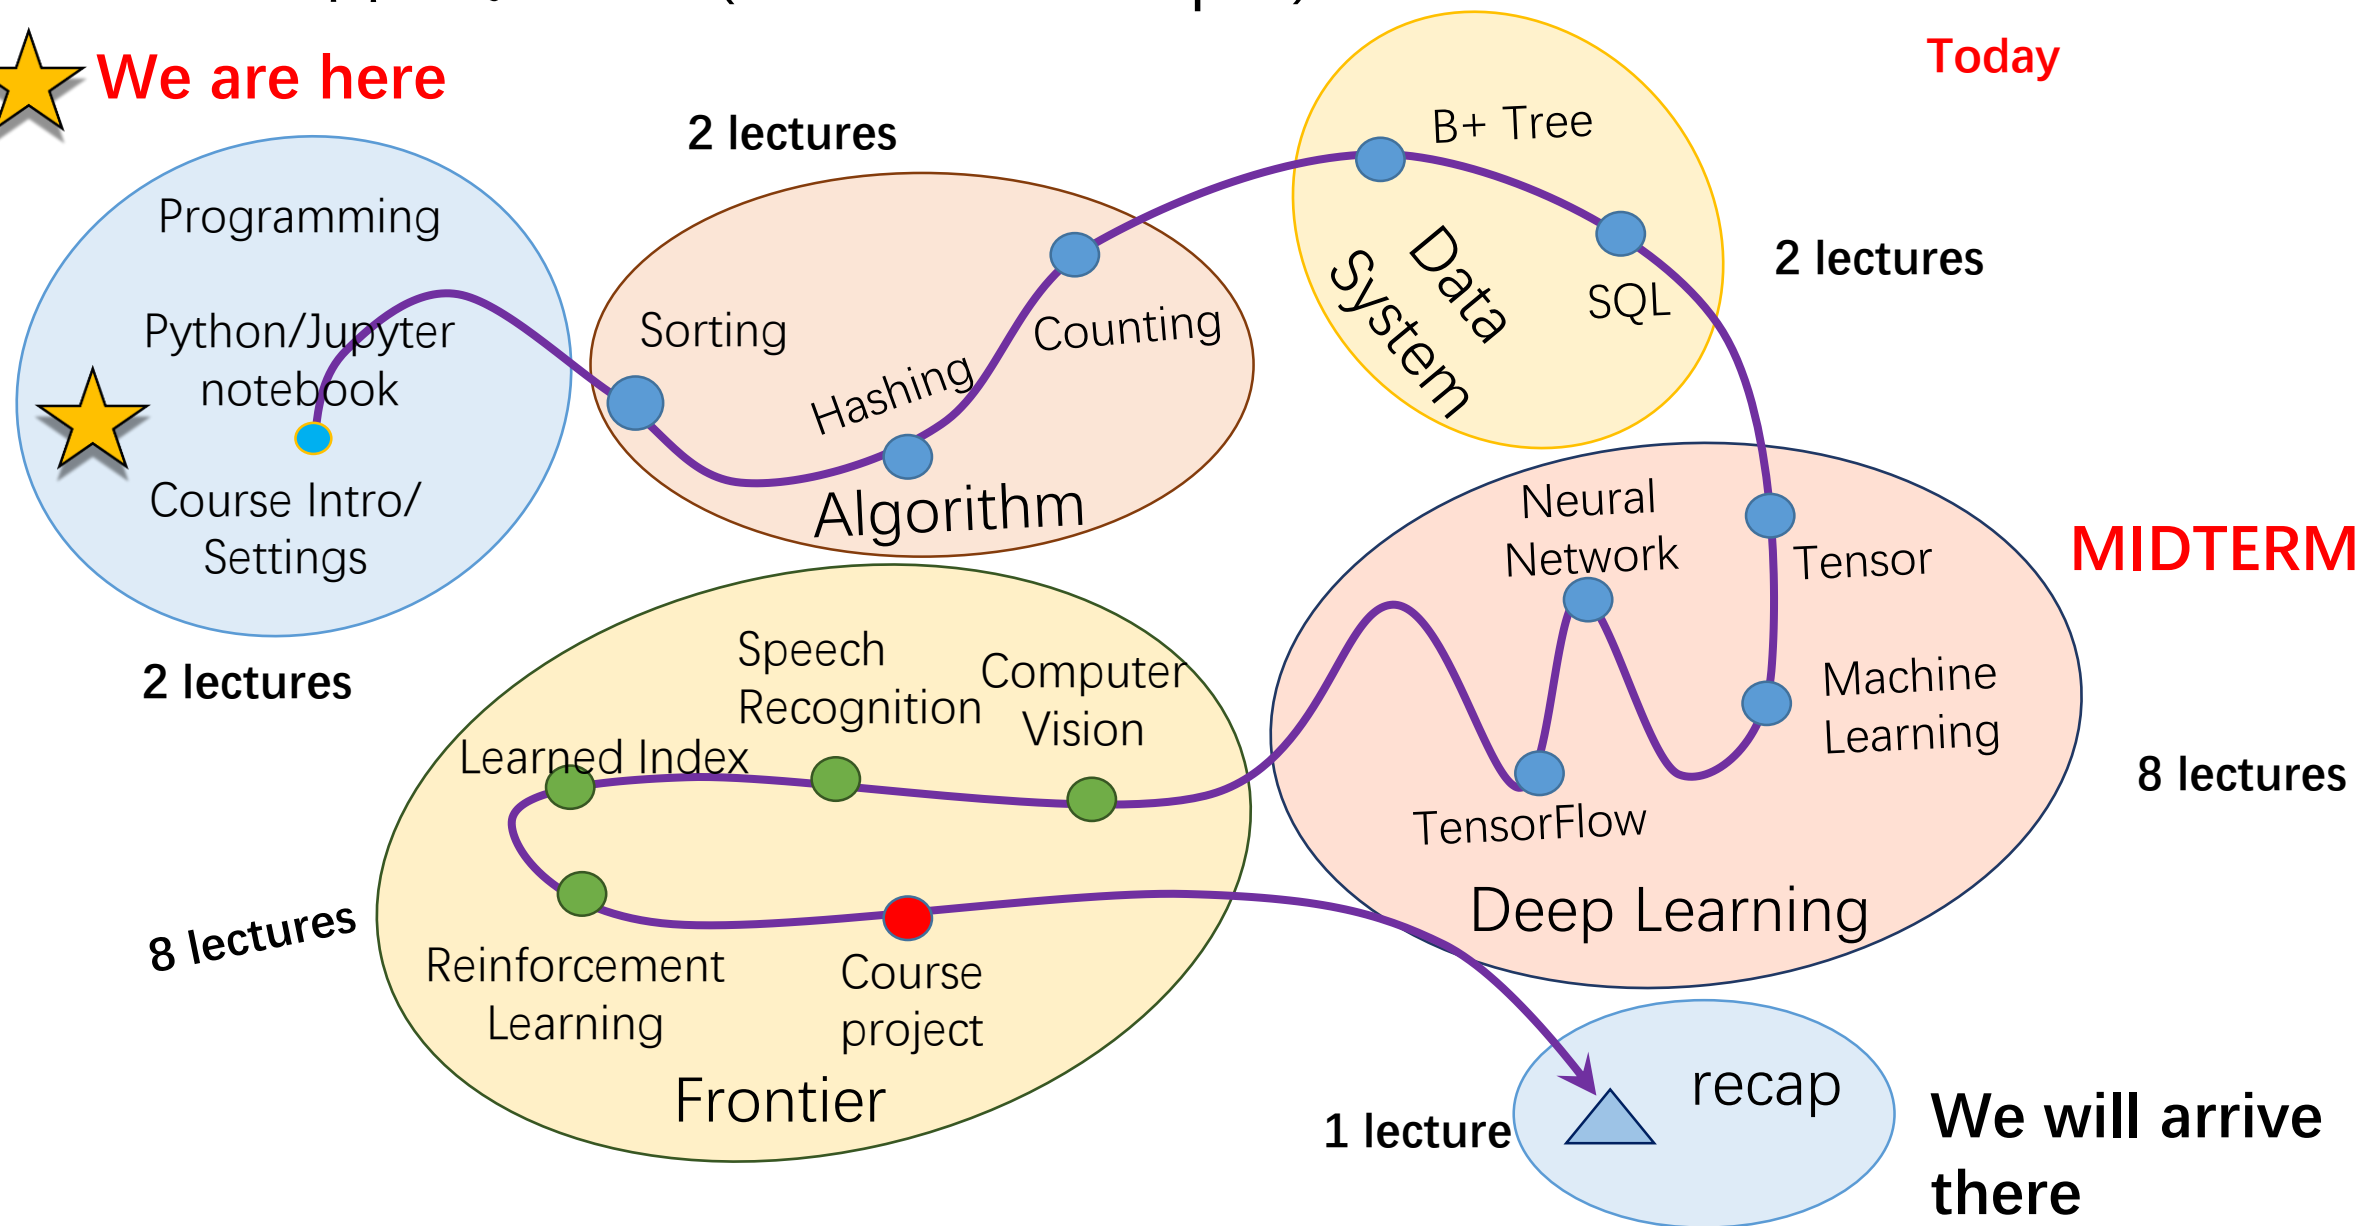 We are here
Today
2 lectures
B+ Tree
Programming
Python/Jupyter
notebook
Course Intro/
Settings
2 lectures
Sorting
Hashing
Counting
Algorithm
Data
System
SQL
2 lectures
Neural
Network
Tensor
MIDTERM
Machine
Learning
TensorFlow
8 lectures
Deep Learning
Speech
Recognition
Computer
Vision
Learned Index
8 lectures
Reinforcement
Learning
Course
project
Frontier
1 lecture
recap
We will arrive
there